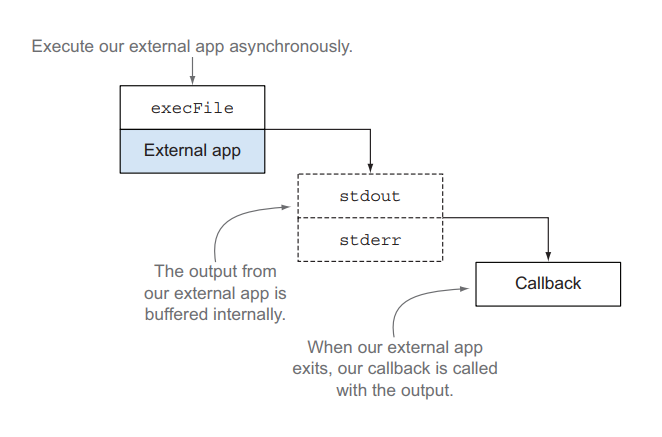 Execute our external app asynchronously.
execFile
External app
stdout
stderr
The output from
our external app is
buffered internally.
Callback
When our external app
exits, our callback is called
with the output.